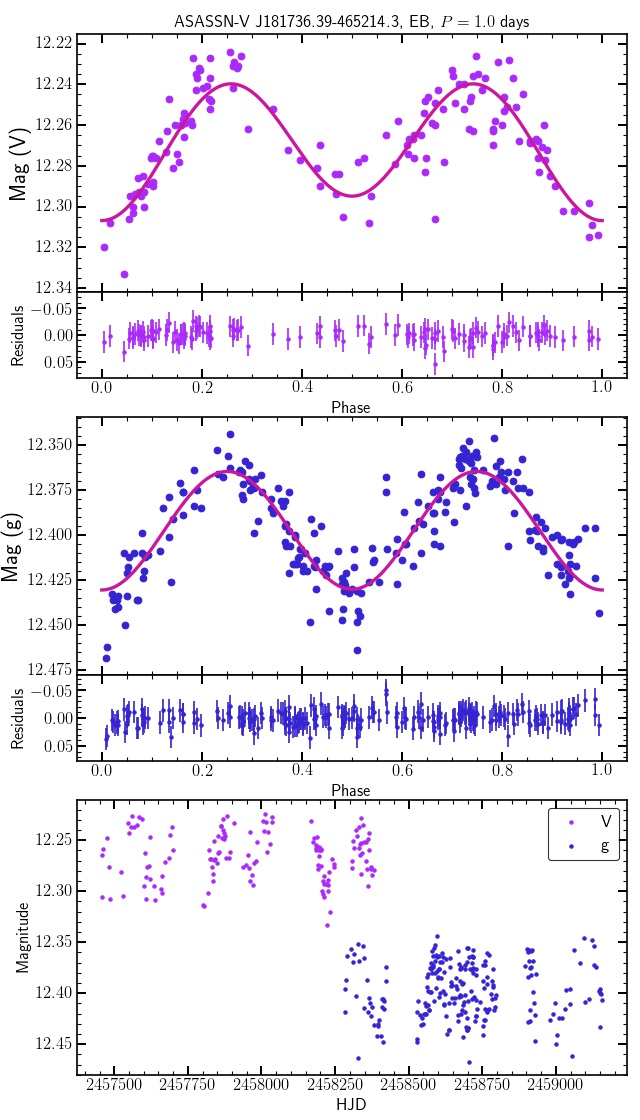 ASASSN-V J181736.39-465214.3, EB, P = 1.0 days
12.22
12.24
12.26
12.28
12.30
12.32
12.34
Mag (V)
−0.05
0.00
0.05
Residuals
0.0 0.2 0.4 0.6 0.8 1.0
Phase
12.350
12.375
12.400
12.425
12.450
12.475
Mag (g)
−0.05
0.00
0.05
Residuals
0.0 0.2 0.4 0.6 0.8 1.0
Phase
V
g
12.25
12.30
12.35
12.40
12.45
Magnitude
2457500 2457750 2458000 2458250 2458500 2458750 2459000
HJD